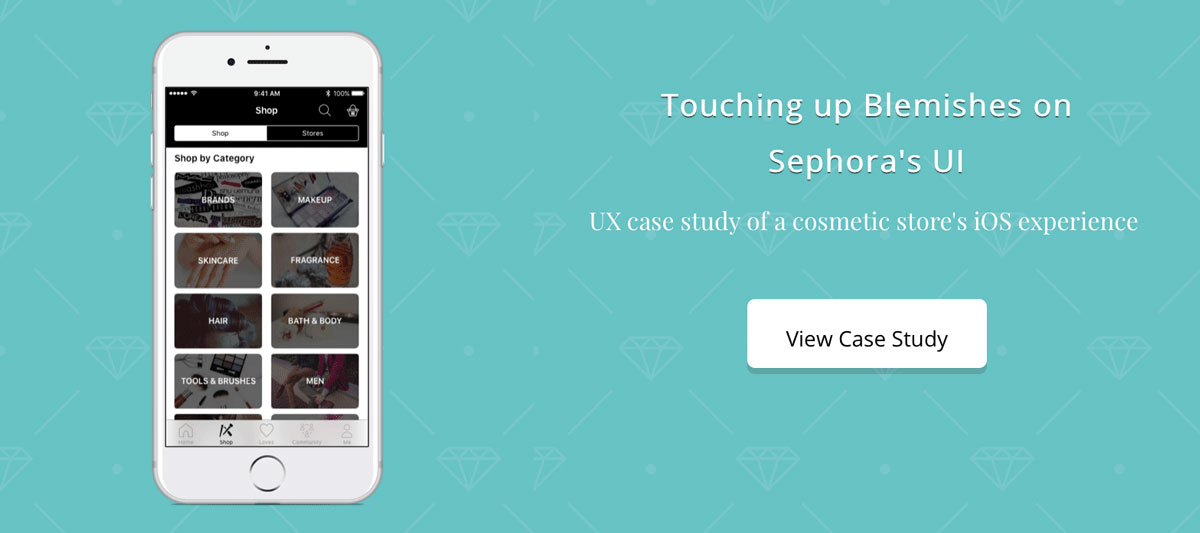 9:41 AM 100%
Shop
Shop Stores
Shop by Category
BRANDS MAKEUP
SKINCARE FRAGRANCE
HAIR BATH & BODY
TOOLS & BRUSHES MEN
Home Shop Loves Community Me
Touching up Blemishes on
Sephora's UI
UX case study of a cosmetic store's iOS experience
View Case Study